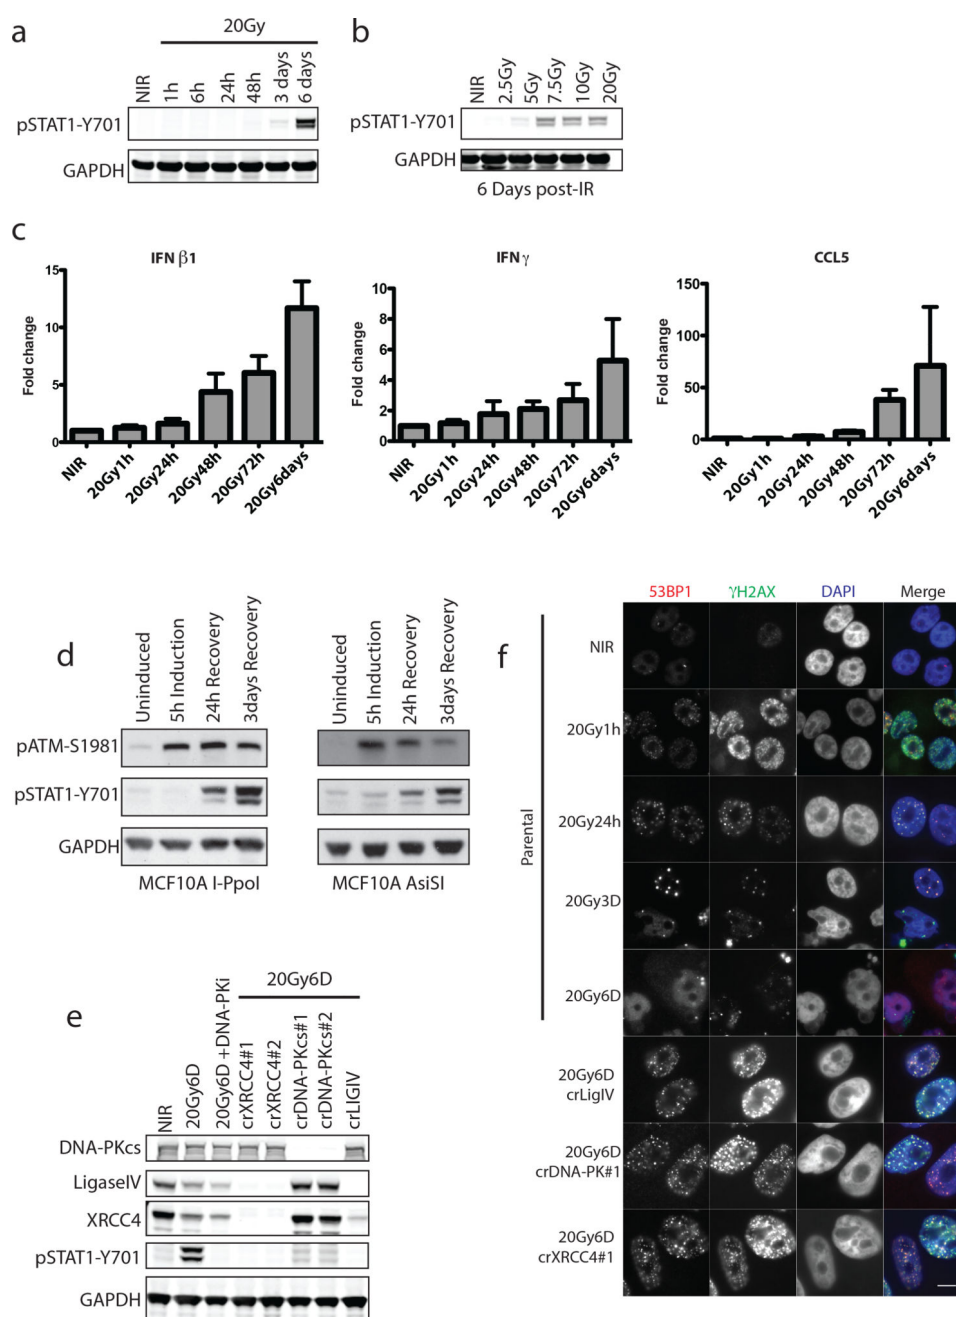 a
20Gy
NIR
1h
6h
24h
48h
3 days
6 days
pSTAT1-Y701
GAPDH
b
NIR
2.5Gy
5Gy
7.5Gy
10Gy
20Gy
pSTAT1-Y701
GAPDH
6 Days post-IR
c
IFN β1
Fold change
15
10
5
0
NIR
20Gy1h
20Gy24h
20Gy48h
20Gy72h
20Gy6days
IFN γ
Fold change
10
8
6
4
2
0
NIR
20Gy1h
20Gy24h
20Gy48h
20Gy72h
20Gy6days
CCL5
Fold change
150
100
50
0
NIR
20Gy1h
20Gy24h
20Gy48h
20Gy72h
20Gy6days
d
Uninduced
5h Induction
24h Recovery
3days Recovery
pATM-S1981
pSTAT1-Y701
GAPDH
MCF10A I-PpoI
Uninduced
5h Induction
24h Recovery
3days Recovery
MCF10A AsiSI
e
20Gy6D
NIR
20Gy6D
20Gy6D +DNA-PKi
crXRCC4#1
crXRCC4#2
crDNA-PKcs#1
crDNA-PKcs#2
crLIGIV
DNA-PKcs
LigaseIV
XRCC4
pSTAT1-Y701
GAPDH
f
53BP1
γH2AX
DAPI
Merge
Parental
NIR
20Gy1h
20Gy24h
20Gy3D
20Gy6D
20Gy6D
crLigIV
20Gy6D
crDNA-PK#1
20Gy6D
crXRCC4#1